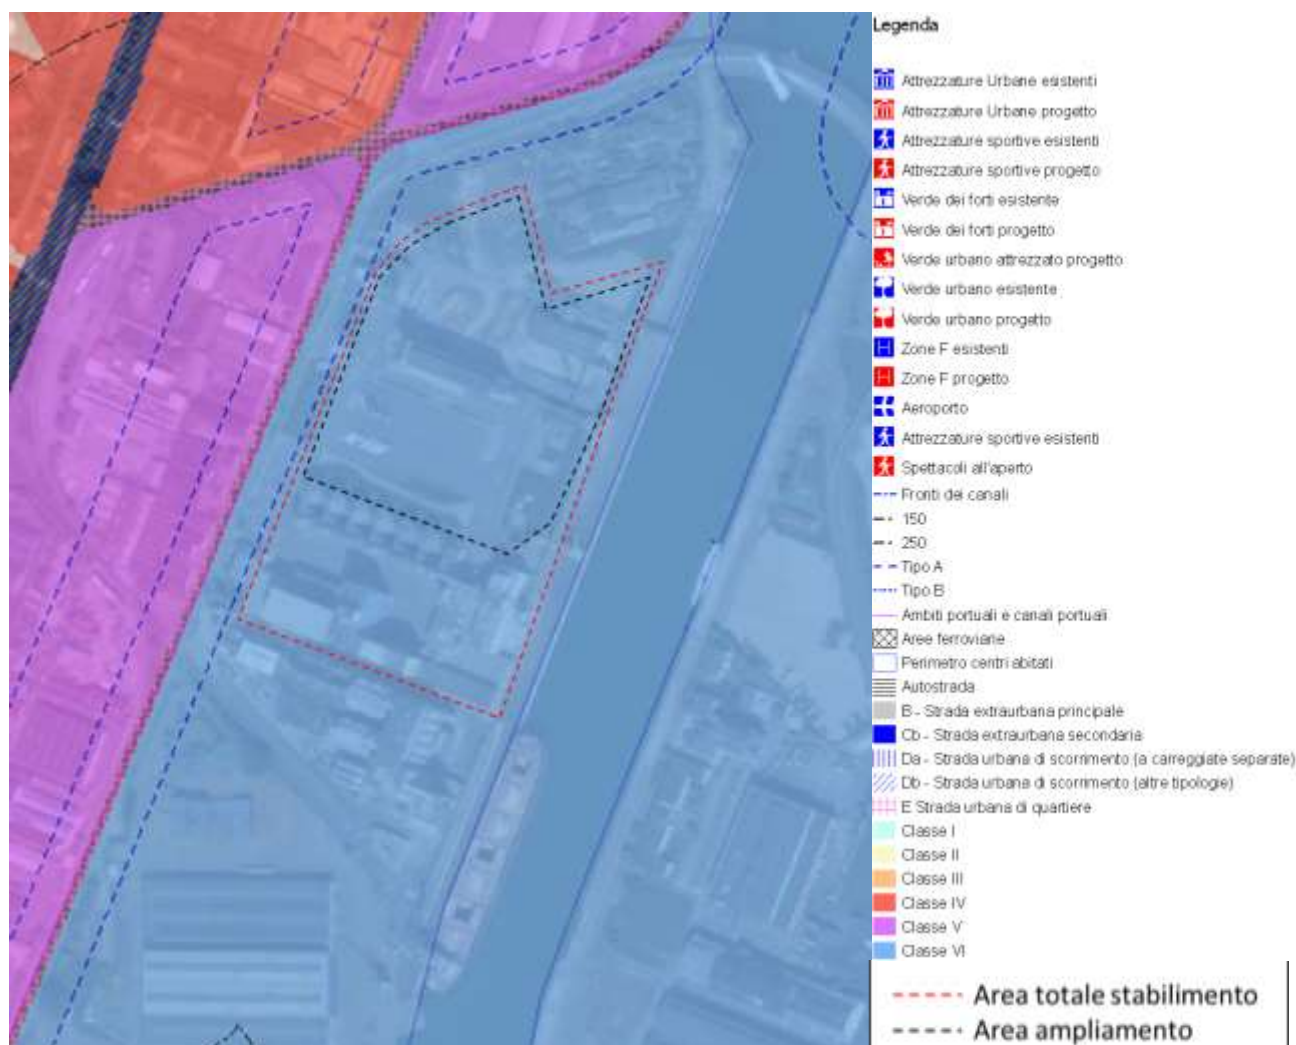 Legenda
Attrezzature Urbane esistenti
Attrezzature Urbane progetto
Attrezzature sportive esistenti
Attrezzature sportive progetto
Verde dei forti esistente
Verde dei forti progetto
Verde urbano attrezzato progetto
Verde urbano esistente
Verde urbano progetto
Zone F esistenti
Zone F progetto
Aeroporto
Attrezzature sportive esistenti
Spettacoli all'aperto
Fronti dei canali
150
250
Tipo A
Tipo B
Ambiti portuali e canali portuali
Aree ferroviarie
Perimetro centri abitati
Autostrada
B - Strada extraurbana principale
Cb - Strada extraurbana secondaria
Da - Strada urbana di scorrimento (a carreggiate separate)
Db - Strada urbana di scorrimento (altre tipologie)
E Strada urbana di quartiere
Classe I
Classe II
Classe III
Classe IV
Classe V
Classe VI
Area totale stabilimento
Area ampliamento